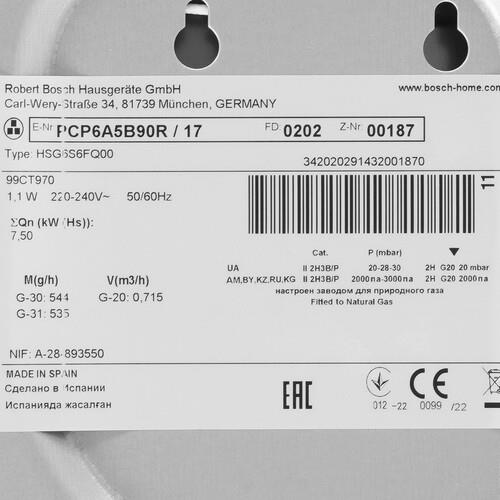 Robert Bosch Hausgeräte GmbH www.bosch-home.com
Carl-Wery-Straße 34, 81739 München, GERMANY
E-Nr PCP6A5B90R / 17 FD 0202 Z-Nr 00187
Type: HSG6S6FQ00 342020291432001870
99CT970
1,1 W 220-240V~ 50/60Hz
11
ΣQn (kW (Hs)):
7,50
Cat. P (mbar)
UA II 2H3B/P 20-28-30 2H G20 20 mbar
AM,BY,KZ,RU,KG II 2H3B/P 2000па-3000па 2H G20 2000па
настроен заводом для природного газа
Fitted to Natural Gas
M(g/h) V(m3/h)
G-30: 544 G-20: 0,715
G-31: 535
NIF: A-28-893550
MADE IN SPAIN
Сделано в Испании
Испанияда жасалған
EAC
012 -22
CE
0099 /22